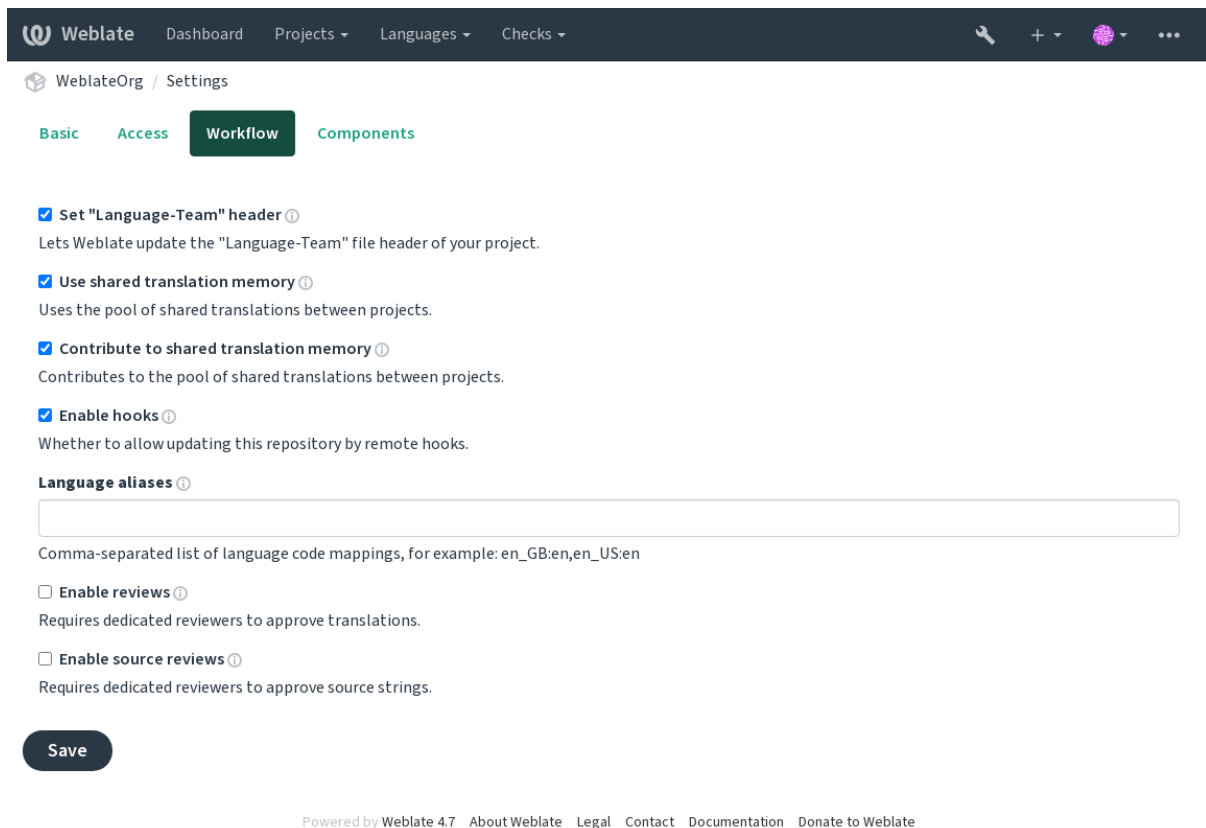 Weblate Dashboard Projects Languages Checks
WeblateOrg / Settings
Basic Access Workflow Components
Set "Language-Team" header
Lets Weblate update the "Language-Team" file header of your project.
Use shared translation memory
Uses the pool of shared translations between projects.
Contribute to shared translation memory
Contributes to the pool of shared translations between projects.
Enable hooks
Whether to allow updating this repository by remote hooks.
Language aliases
Comma-separated list of language code mappings, for example: en_GB:en,en_US:en
Enable reviews
Requires dedicated reviewers to approve translations.
Enable source reviews
Requires dedicated reviewers to approve source strings.
Save
Powered by Weblate 4.7 About Weblate Legal Contact Documentation Donate to Weblate